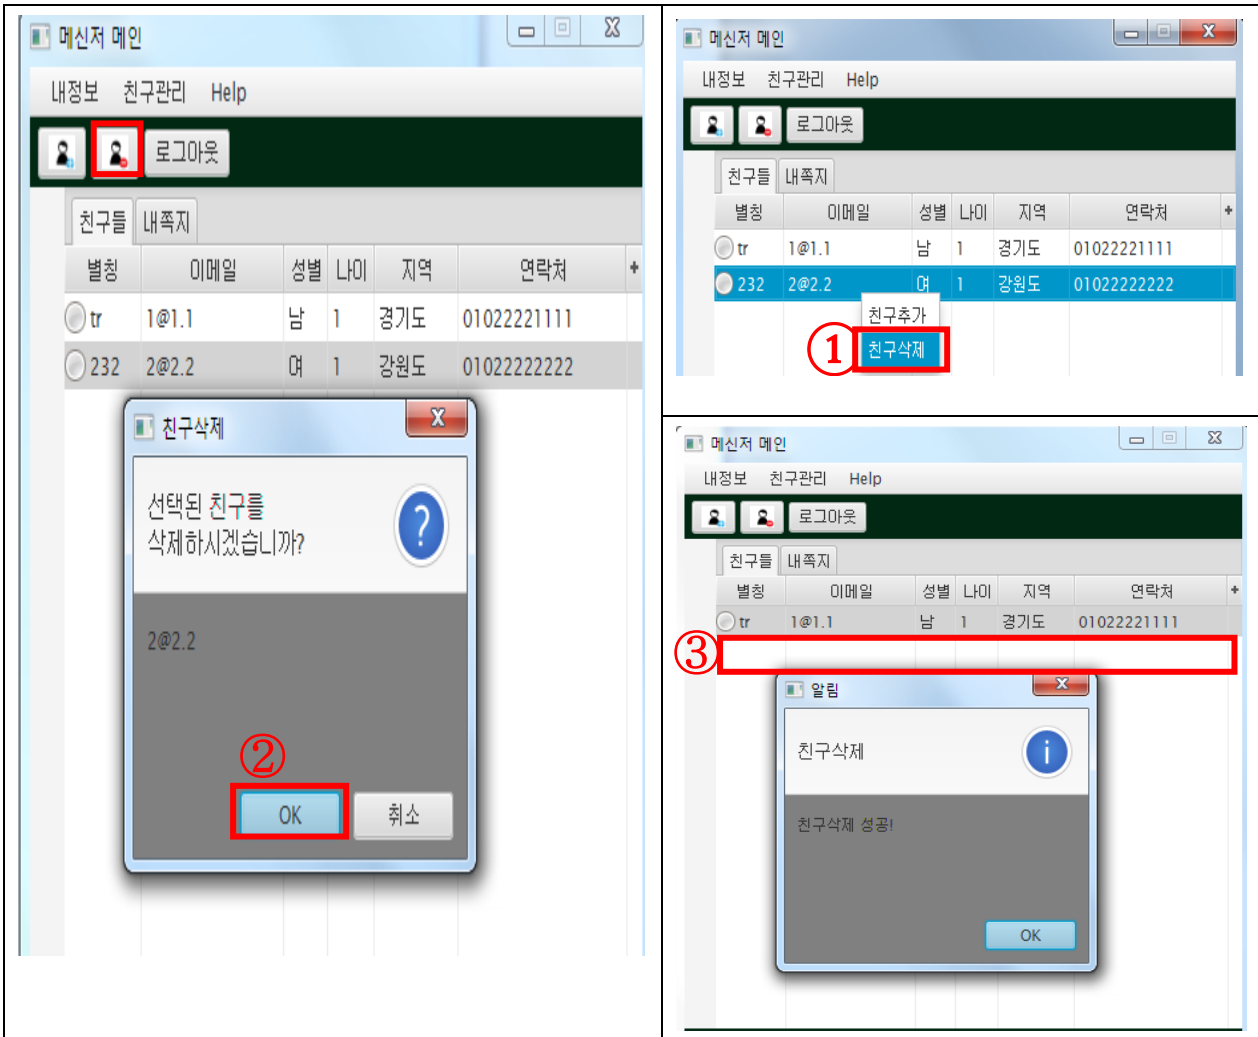 메신저 메인
내정보 친구관리 Help
로그아웃
친구들 내쪽지
별칭 이메일 성별 나이 지역 연락처 +
tr 1@1.1 남 1 경기도 01022221111
232 2@2.2 여 1 강원도 01022222222
친구삭제 X
선택된 친구를
삭제하시겠습니까?
?
2@2.2
②
OK 취소
메신저 메인
내정보 친구관리 Help
로그아웃
친구들 내쪽지
별칭 이메일 성별 나이 지역 연락처 +
tr 1@1.1 남 1 경기도 01022221111
232 2@2.2 여 1 강원도 01022222222
친구추가
① 친구삭제
메신저 메인
내정보 친구관리 Help
로그아웃
친구들 내쪽지
별칭 이메일 성별 나이 지역 연락처 +
tr 1@1.1 남 1 경기도 01022221111
③
알림
친구삭제 i
친구삭제 성공!
OK